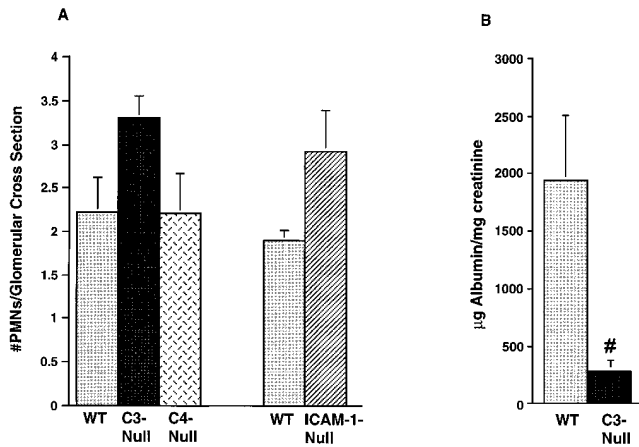 A
#PMNs/Glomerular Cross Section
4
3.5
3
2.5
2
1.5
1
0.5
0
WT
C3-
Null
C4-
Null
WT
ICAM-1-
Null
B
µg Albumin/mg creatinine
3000
2500
2000
1500
1000
500
0
#
WT
C3-
Null